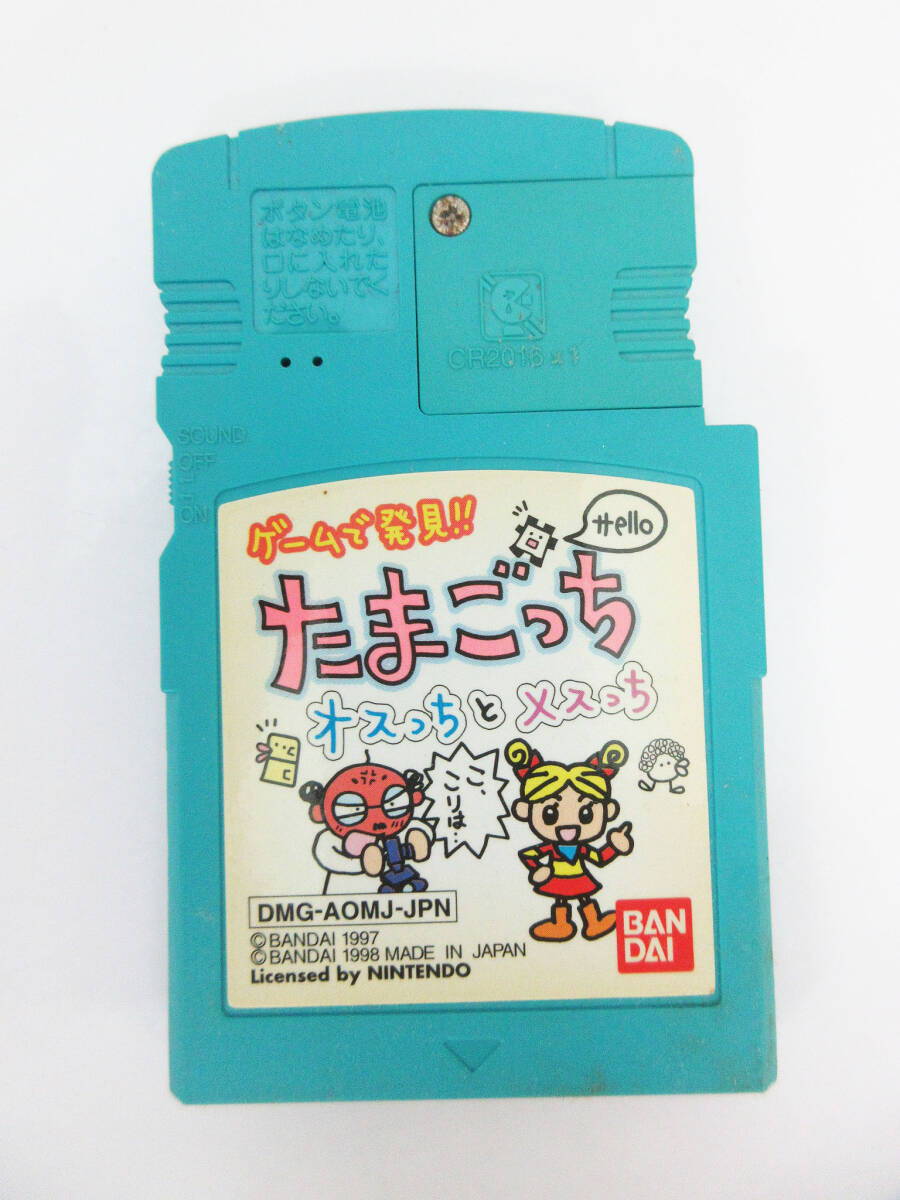 ボタン電池
はなめたり、
口に入れた
りしないでく
ださい。
CR2016×1
SOUND
OFF
ON
ゲームで発見!!
Hello
たまごっち
オスっちとメスっち
こ、
こりは…
DMG-AOMJ-JPN
©BANDAI 1997
©BANDAI 1998 MADE IN JAPAN
Licensed by NINTENDO
BAN
DAI